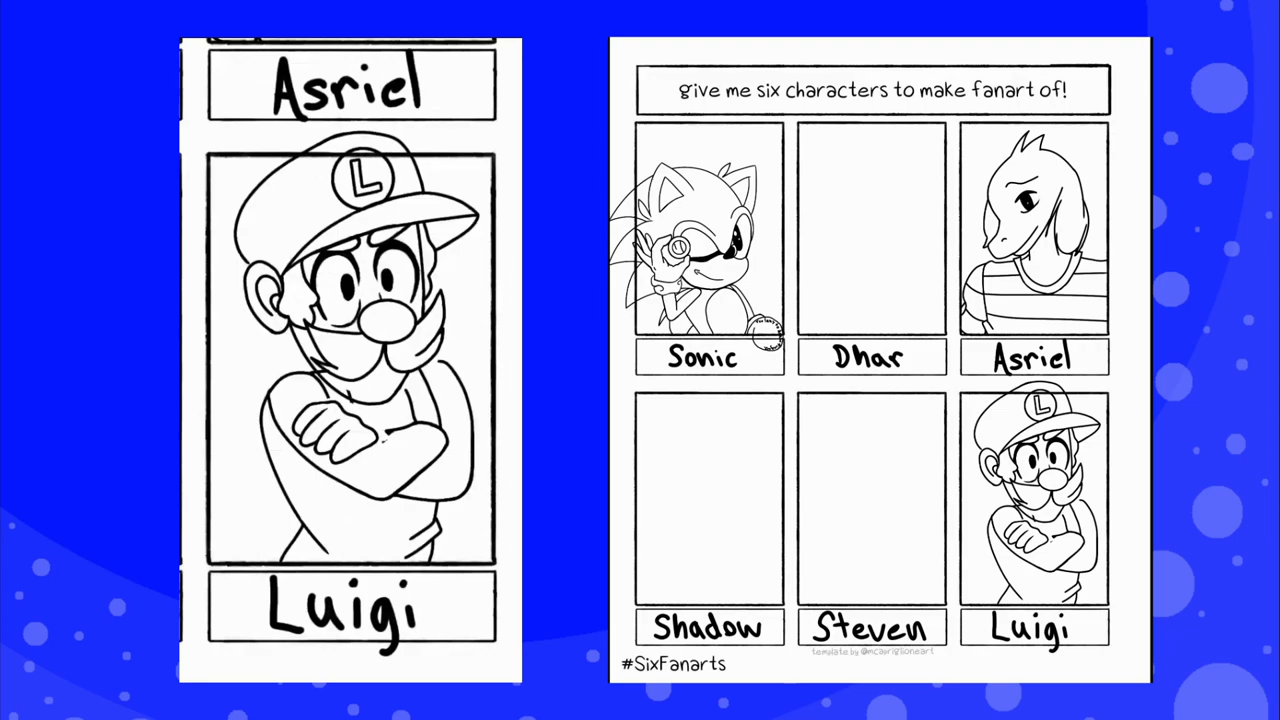 Asriel
L
Luigi
give me six characters to make fanart of!
Sonic
Dhar
Asriel
L
Shadow
Steven
Luigi
template by @mcapriglioneart
#SixFanarts